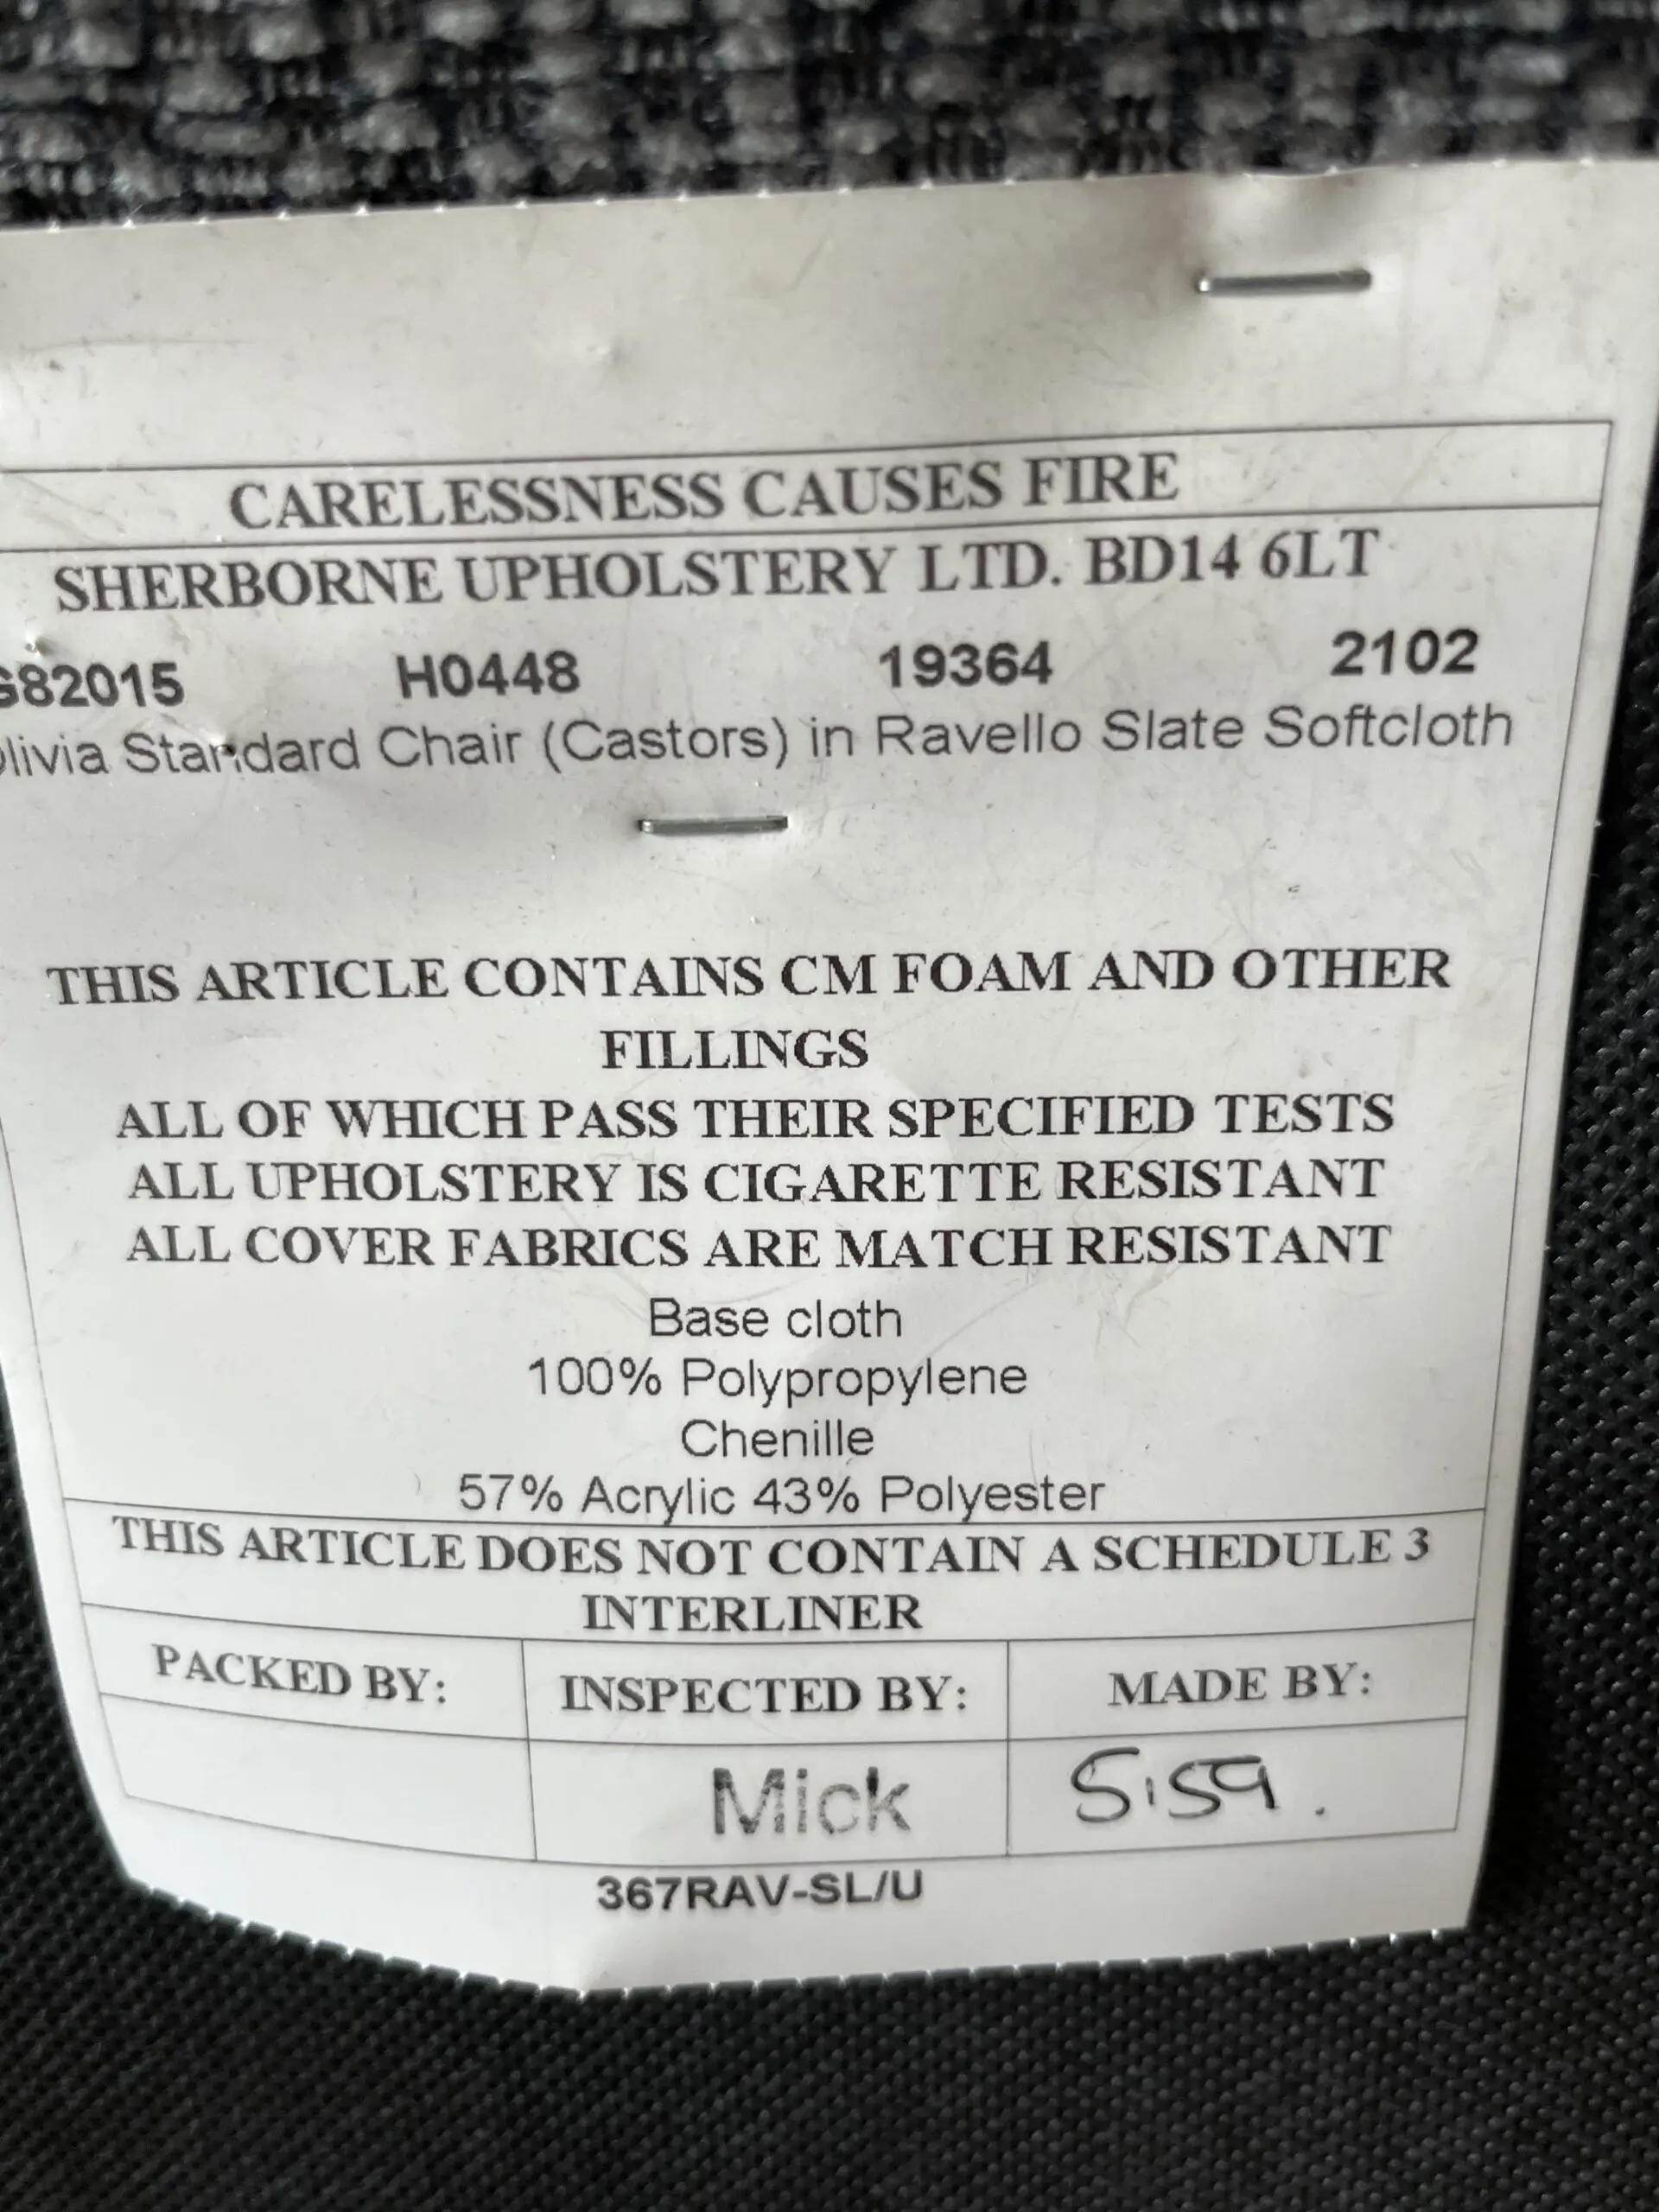 CARELESSNESS CAUSES FIRE
SHERBORNE UPHOLSTERY LTD. BD14 6LT
82015 H0448 19364 2102
livia Standard Chair (Castors) in Ravello Slate Softcloth
THIS ARTICLE CONTAINS CM FOAM AND OTHER
FILLINGS
ALL OF WHICH PASS THEIR SPECIFIED TESTS
ALL UPHOLSTERY IS CIGARETTE RESISTANT
ALL COVER FABRICS ARE MATCH RESISTANT
Base cloth
100% Polypropylene
Chenille
57% Acrylic 43% Polyester
THIS ARTICLE DOES NOT CONTAIN A SCHEDULE 3
INTERLINER
PACKED BY: INSPECTED BY: MADE BY:
Mick
367RAV-SL/U